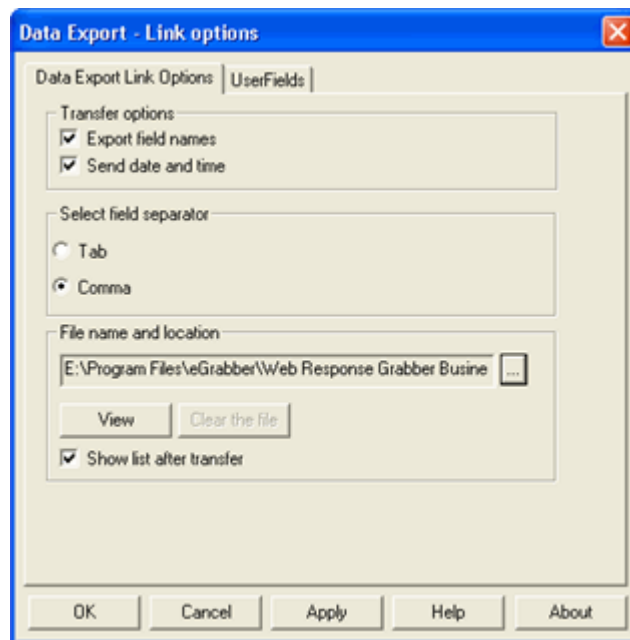 Data Export - Link options
Data Export Link Options UserFields
Transfer options
Export field names
Send date and time
Select field separator
Tab
Comma
File name and location
E:\Program Files\eGrabber\Web Response Grabber Busine ...
View Clear the file
Show list after transfer
OK Cancel Apply Help About